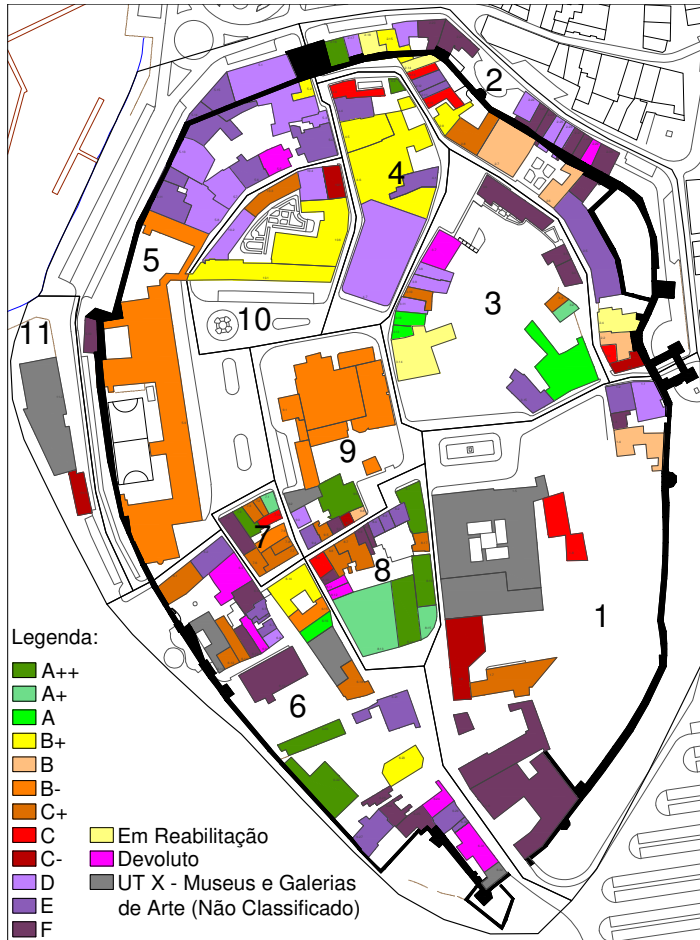 2
4
5
3
11
10
9
7
8
1
6
Legenda:
A++
A+
A
B+
B
B-
C+
C
C-
D
E
F
Em Reabilitação
Devoluto
UT X - Museus e Galerias
de Arte (Não Classificado)